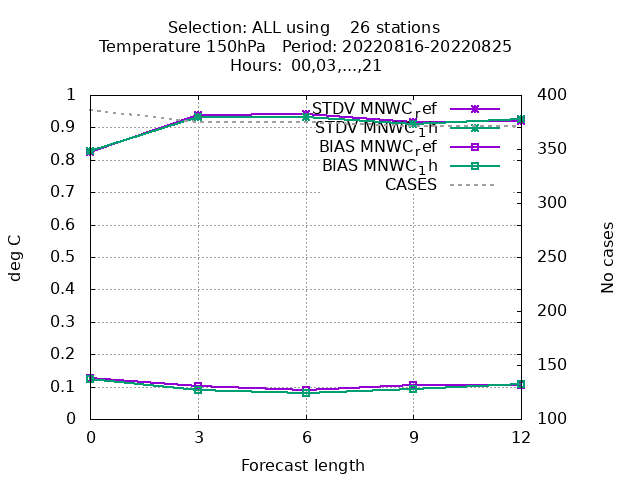 Selection: ALL using 26 stations
Temperature 150hPa Period: 20220816-20220825
Hours: 00,03,...,21
1
0.9
0.8
0.7
0.6
0.5
0.4
0.3
0.2
0.1
0
400
350
300
250
200
150
100
STDV MNWC_ref
STDV MNWC_1h
BIAS MNWC_ref
BIAS MNWC_1h
CASES
deg C
No cases
0 3 6 9 12
Forecast length